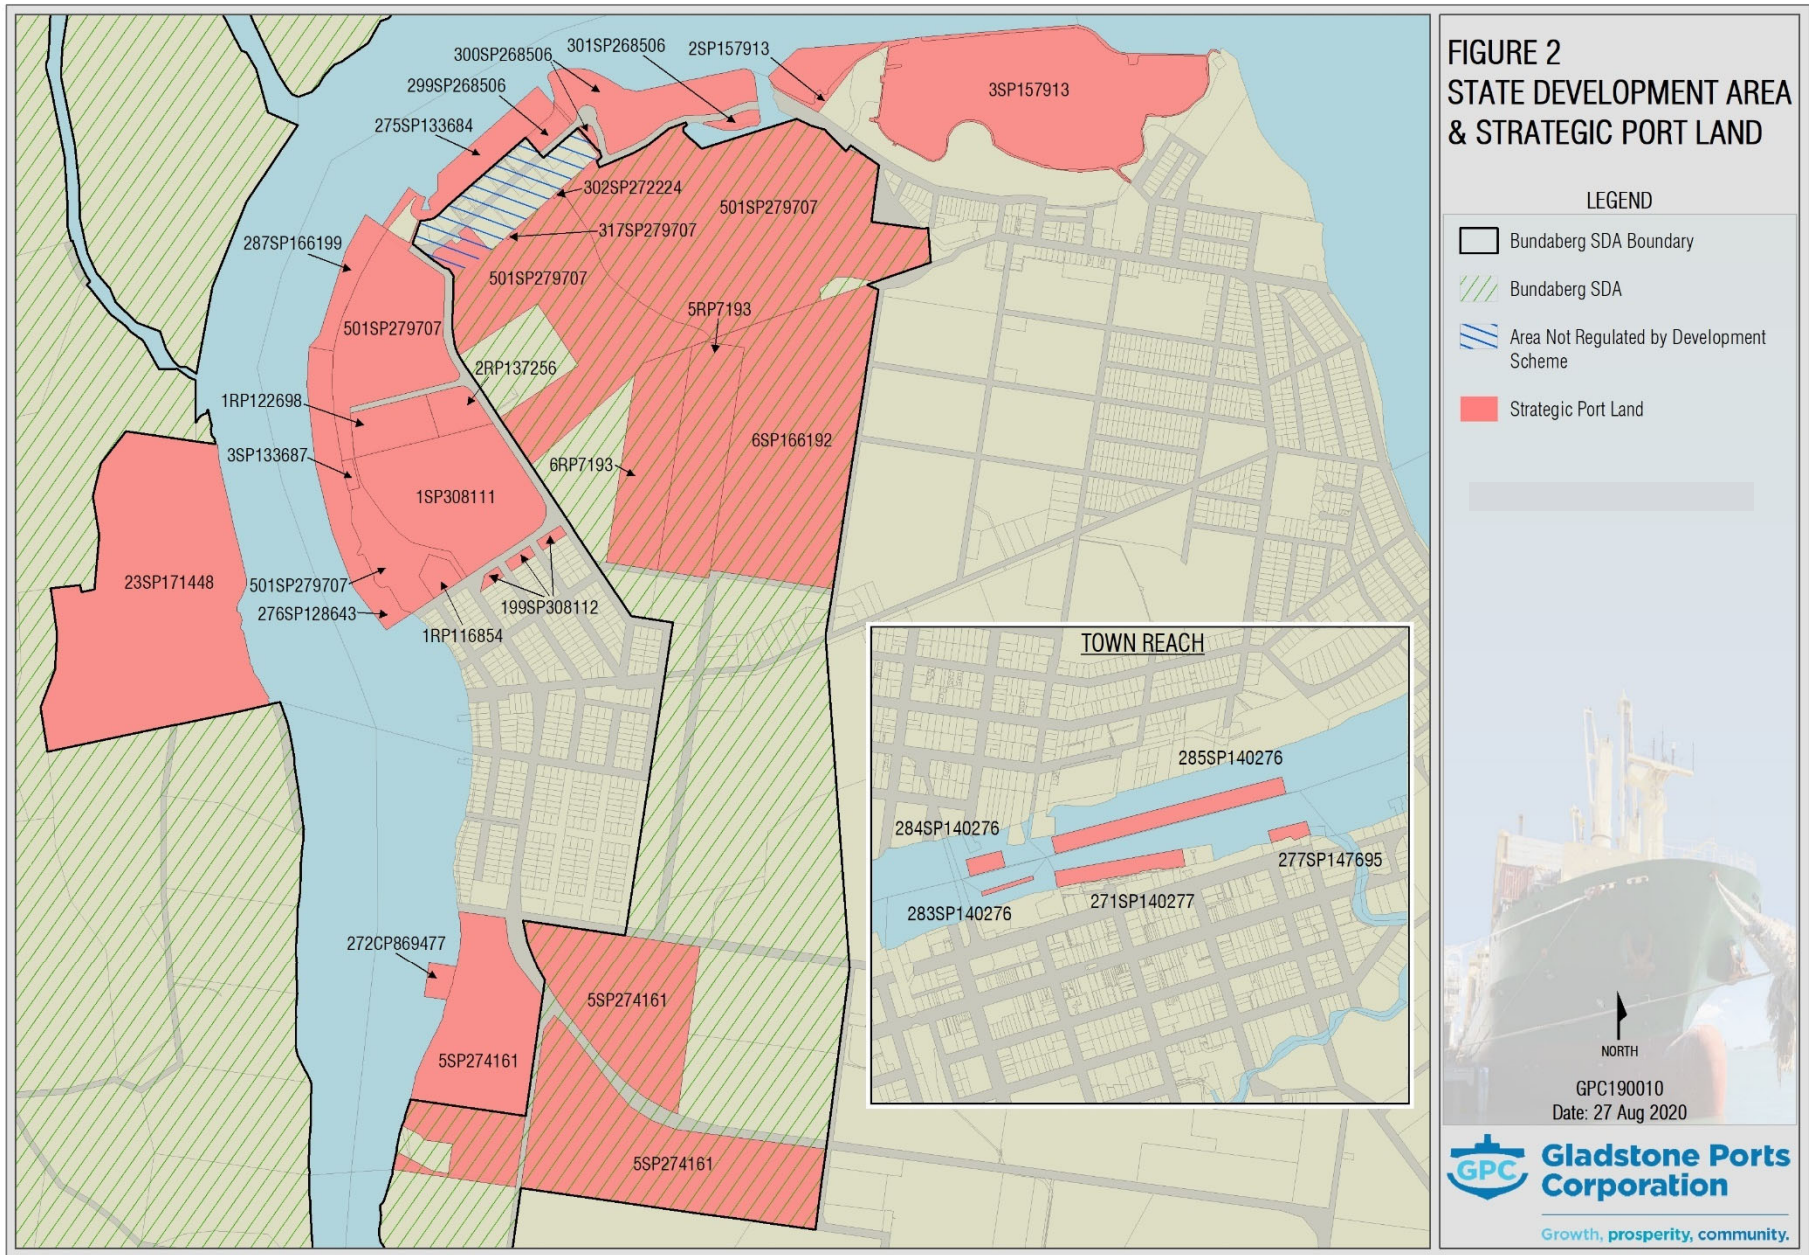 FIGURE 2
STATE DEVELOPMENT AREA
& STRATEGIC PORT LAND
LEGEND
Bundaberg SDA Boundary
Bundaberg SDA
Area Not Regulated by Development
Scheme
Strategic Port Land
300SP268506
301SP268506
2SP157913
299SP268506
275SP133684
3SP157913
302SP272224
501SP279707
317SP279707
287SP166199
501SP279707
5RP7193
501SP279707
2RP137256
1RP122698
6SP166192
3SP133687
6RP7193
1SP308111
23SP171448
501SP279707
276SP128643
199SP308112
1RP116854
272CP869477
5SP274161
5SP274161
5SP274161
TOWN REACH
285SP140276
284SP140276
277SP147695
271SP140277
283SP140276
NORTH
GPC190010
Date: 27 Aug 2020
GPC
Gladstone Ports
Corporation
Growth, prosperity, community.